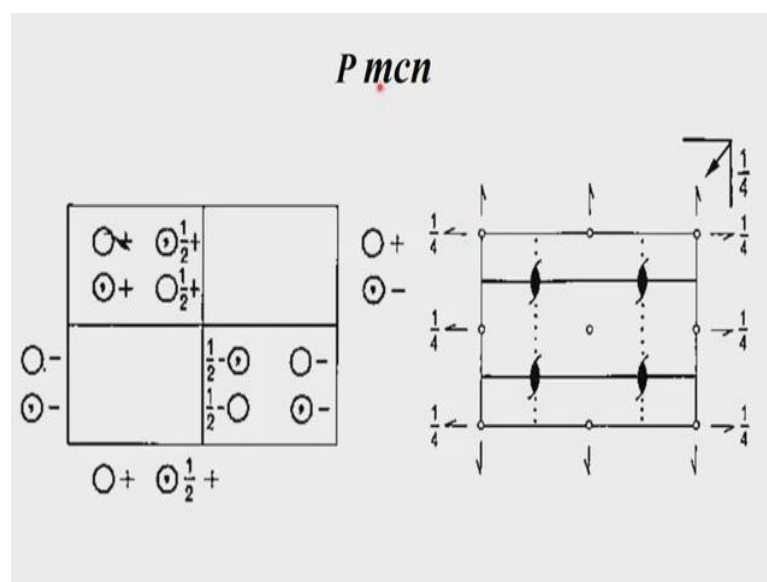 P mcn
1/4
+ 1/2+ +
1/4 1/4
+ 1/2+ -
- 1/2- -
1/4 1/4
- 1/2- -
1/4 1/4
+ 1/2+